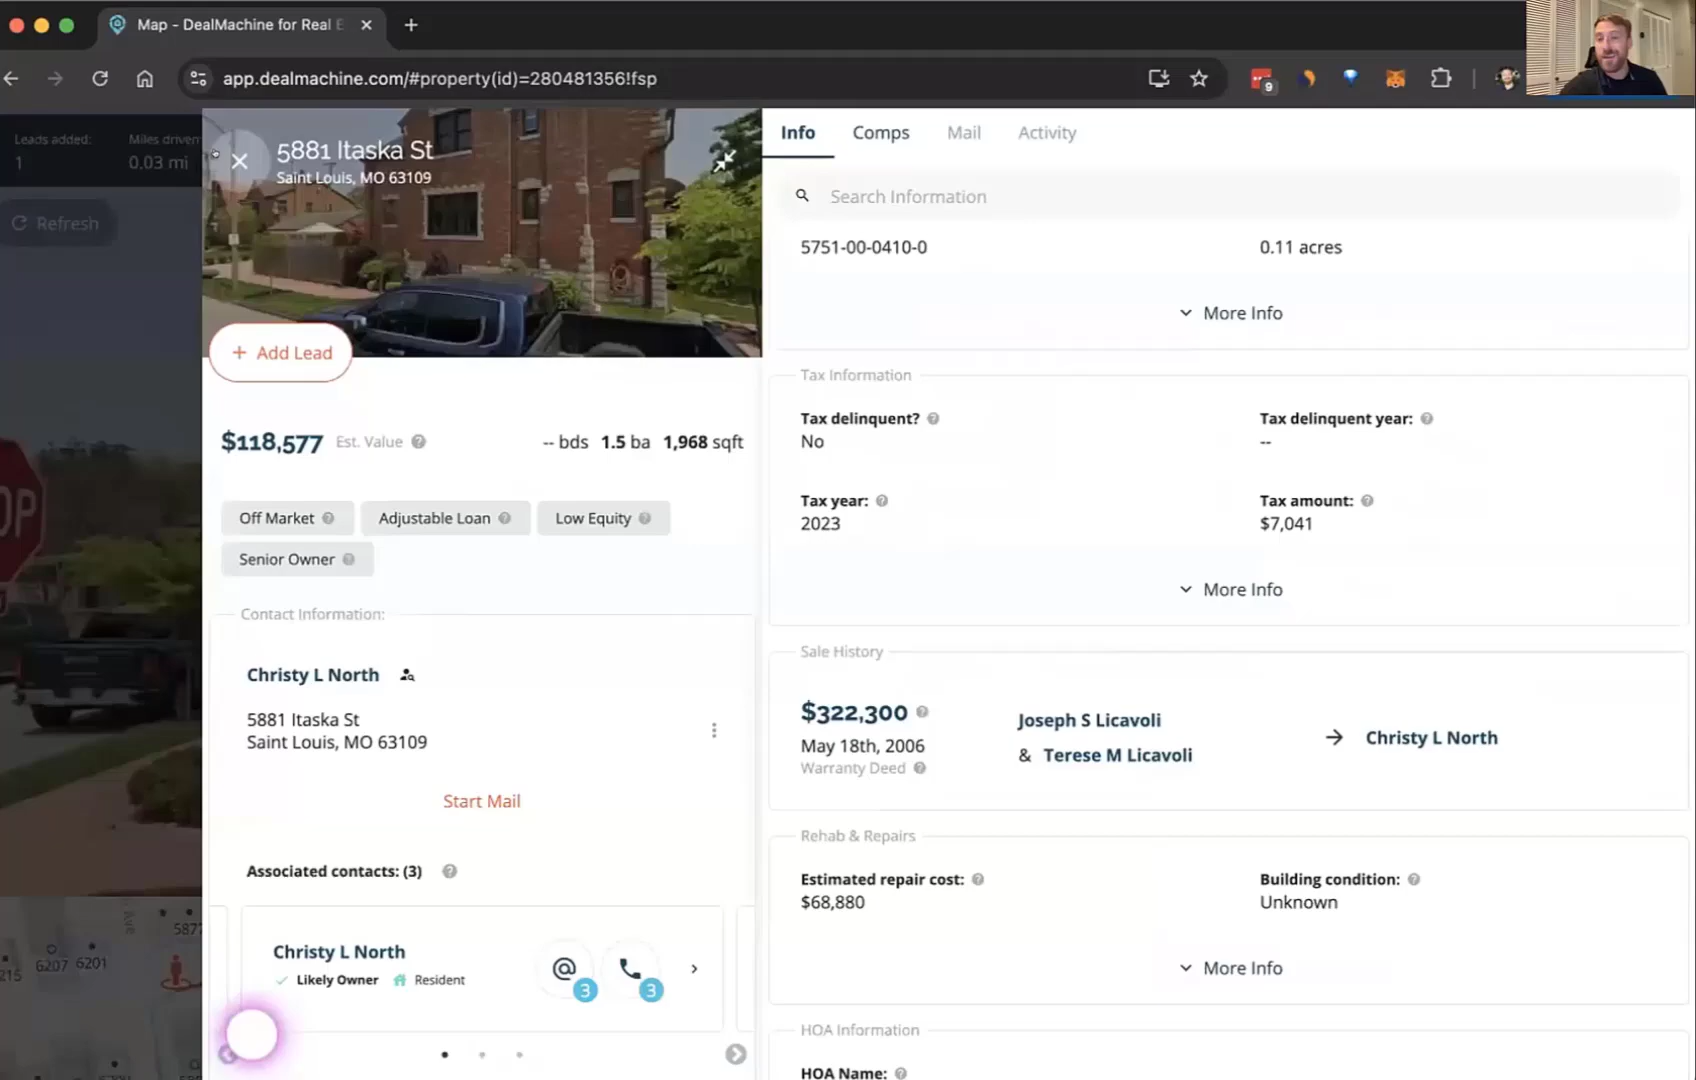 Map - DealMachine for Real E
app.dealmachine.com/#property(id)=280481356!fsp
9
Leads added:
1
Miles driven
0.03 mi
Refresh
5881 Itaska St
Saint Louis, MO 63109
+ Add Lead
$118,577 Est. Value
-- bds 1.5 ba 1,968 sqft
Off Market
Adjustable Loan
Low Equity
Senior Owner
Contact Information:
Christy L North
5881 Itaska St
Saint Louis, MO 63109
Start Mail
Associated contacts: (3)
Christy L North
Likely Owner
Resident
3
3
Info
Comps
Mail
Activity
Search Information
5751-00-0410-0
0.11 acres
More Info
Tax Information
Tax delinquent?
No
Tax delinquent year:
--
Tax year:
2023
Tax amount:
$7,041
More Info
Sale History
$322,300
May 18th, 2006
Warranty Deed
Joseph S Licavoli
& Terese M Licavoli
Christy L North
Rehab & Repairs
Estimated repair cost:
$68,880
Building condition:
Unknown
More Info
HOA Information
HOA Name:
OP
Ave
5877
6207
6201
215